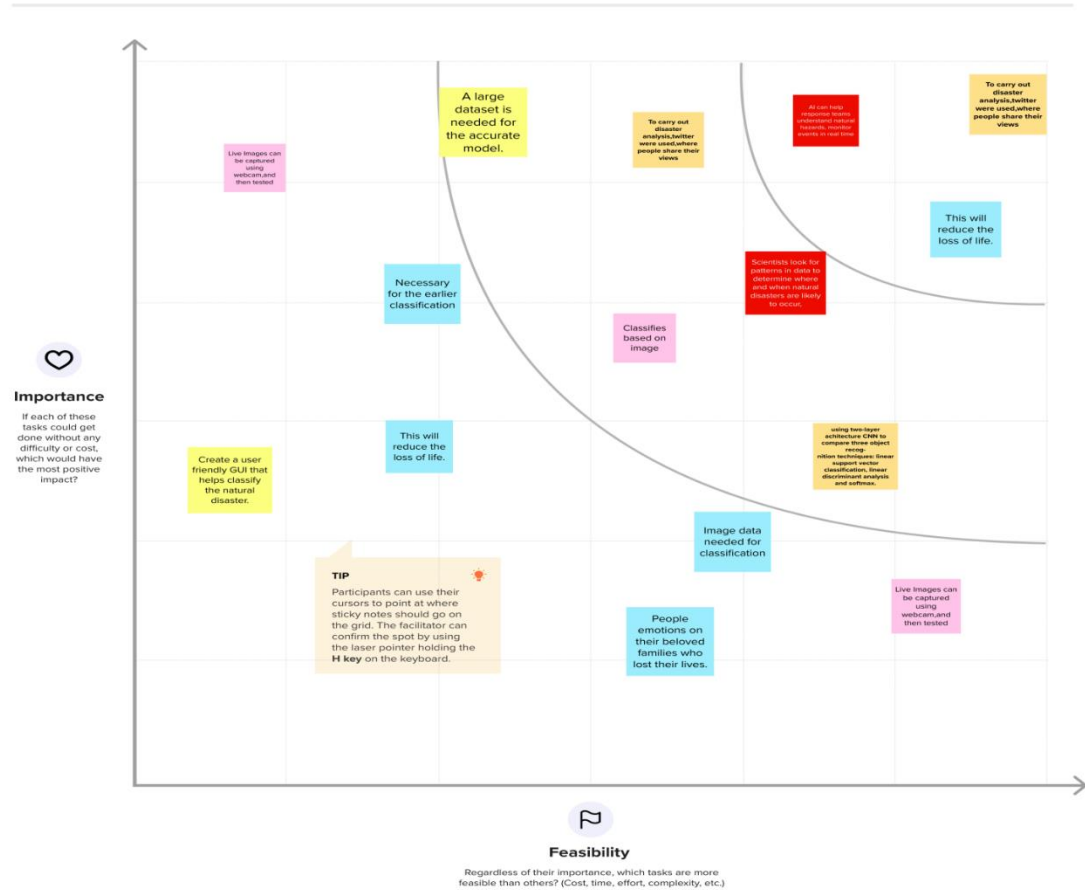 A large
dataset is
needed for
the accurate
model.
To carry out
disaster
analysis,twitter
were used,where
people share their
views
AI can help
response teams
understand natural
hazards, monitor
events in real time
To carry out
disaster
analysis,twitter
were used,where
people share their
views
Live Images can
be captured
using
webcam,and
then tested
This will
reduce the
loss of life.
Necessary
for the earlier
classification
Scientists look for
patterns in data to
determine where
and when natural
disasters are likely
to occur.
Classifies
based on
image
Importance
If each of these
tasks could get
done without any
difficulty or cost,
which would have
the most positive
impact?
Create a user
friendly GUI that
helps classify
the natural
disaster.
This will
reduce the
loss of life.
using two-layer
achitecture CNN to
compare three object
recog-
nition techniques: linear
support vector
classification, linear
discriminant analysis
and softmax.
Image data
needed for
classification
TIP
Participants can use their
cursors to point at where
sticky notes should go on
the grid. The facilitator can
confirm the spot by using
the laser pointer holding the
H key on the keyboard.
People
emotions on
their beloved
families who
lost their lives.
Live Images can
be captured
using
webcam,and
then tested
Feasibility
Regardless of their importance, which tasks are more
feasible than others? (Cost, time, effort, complexity, etc.)